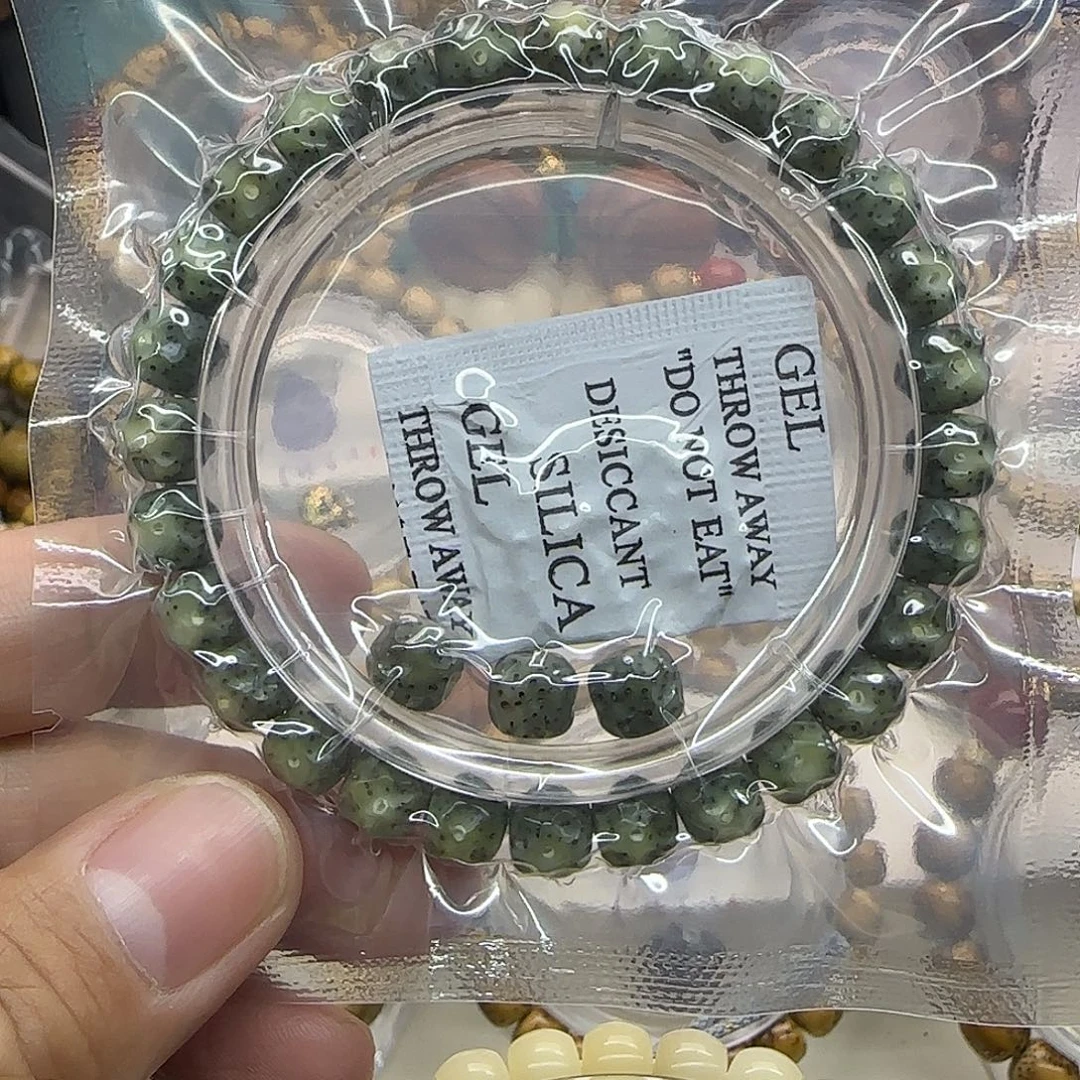 GEL
THROW AWAY
"DO NOT EAT"
DESICCANT
SILICA
GEL
THROW AWAY